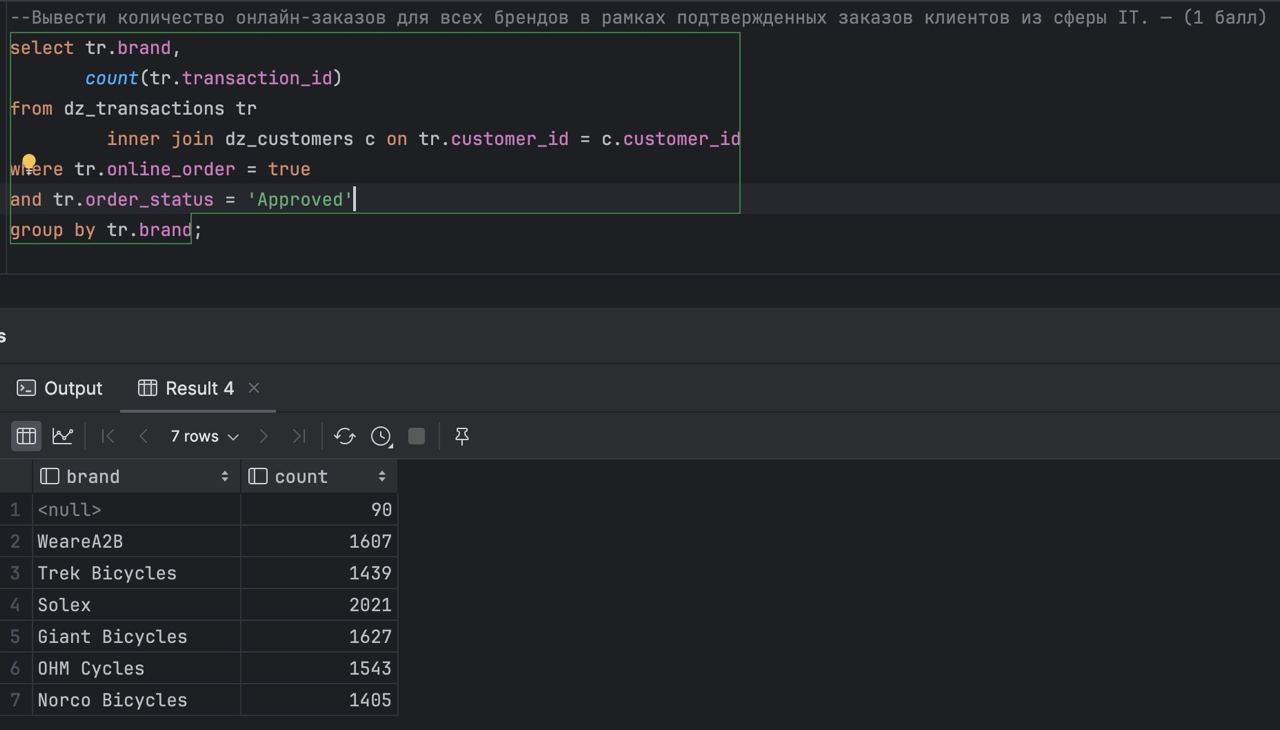 --Вывести количество онлайн-заказов для всех брендов в рамках подтвержденных заказов клиентов из сферы IT. — (1 балл)
select tr.brand,
count(tr.transaction_id)
from dz_transactions tr
inner join dz_customers c on tr.customer_id = c.customer_id
where tr.online_order = true
and tr.order_status = 'Approved'
group by tr.brand;
s
Output Result 4
7 rows
brand count
1 <null> 90
2 WeareA2B 1607
3 Trek Bicycles 1439
4 Solex 2021
5 Giant Bicycles 1627
6 OHM Cycles 1543
7 Norco Bicycles 1405